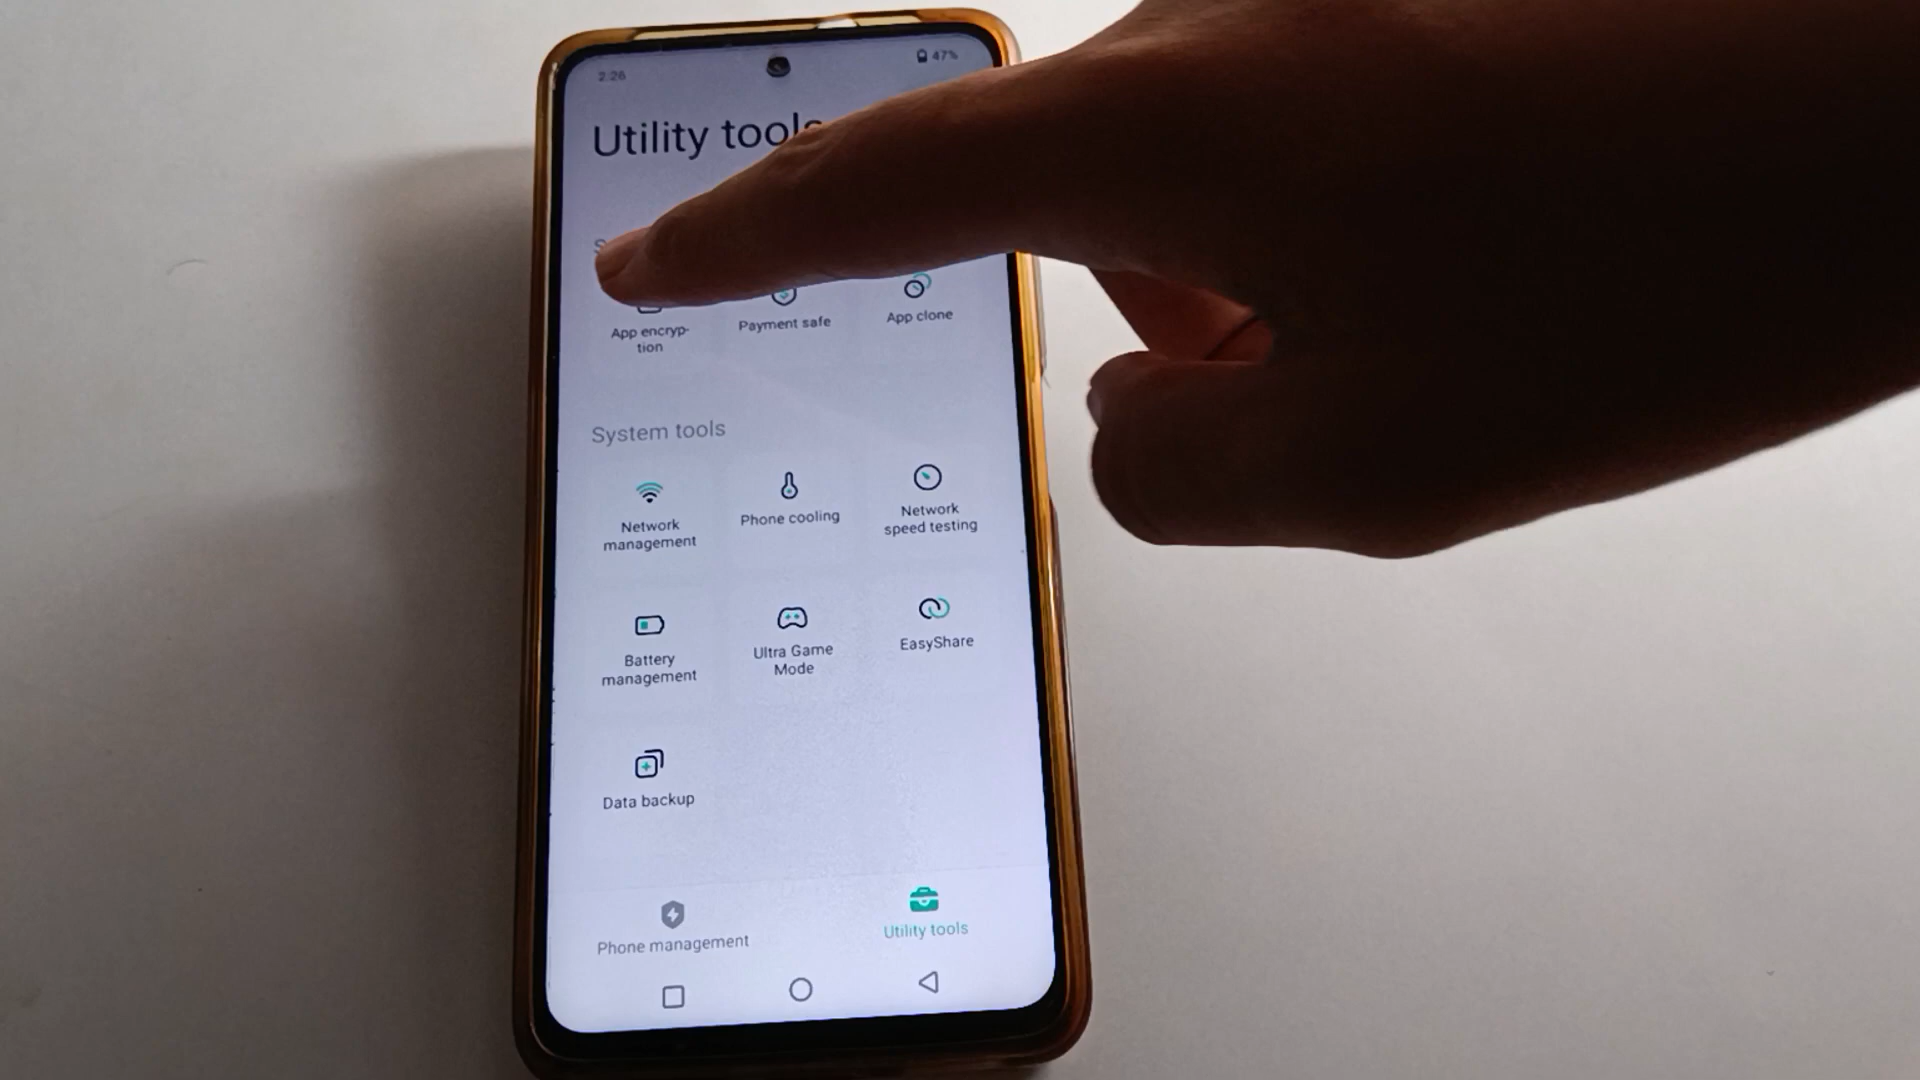 2:26
47%
Utility tools
App encryp-
tion
Payment safe
App clone
System tools
Network
management
Phone cooling
Network
speed testing
Battery
management
Ultra Game
Mode
EasyShare
Data backup
Phone management
Utility tools